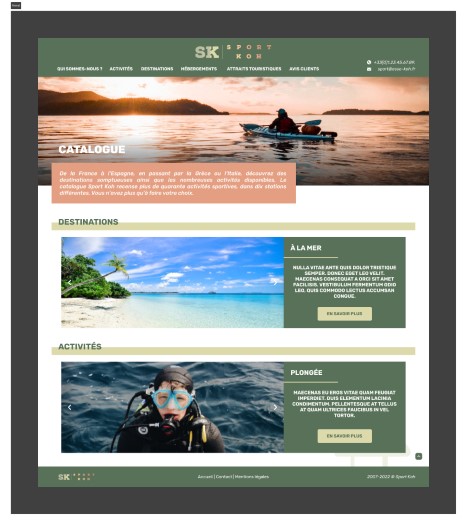 SK SPORT
KOH
+33(0)1.23.45.67.89.
QUI SOMMES-NOUS ? ACTIVITÉS DESTINATIONS HÉBERGEMENTS ATTRAITS TOURISTIQUES AVIS CLIENTS
sport@asso-koh.fr
CATALOGUE
De la France à l'Espagne, en passant par la Grèce ou l'Italie, découvrez des
destinations somptueuses ainsi que les nombreuses activités disponibles. Le
catalogue Sport Koh recense plus de quarante activités sportives, dans dix stations
différentes. Vous n'avez plus qu'à faire votre choix.
DESTINATIONS
À LA MER
NULLA VITAE ANTE QUIS DOLOR TRISTIQUE
SEMPER. DONEC EGET LEO VELIT.
MAECENAS CONSEQUAT A ORCI SIT AMET
FACILISIS. VESTIBULUM FERMENTUM ODIO
LEO, QUIS COMMODO LECTUS ACCUMSAN
CONGUE.
EN SAVOIR PLUS
ACTIVITÉS
PLONGÉE
MAECENAS EU EROS VITAE QUAM FEUGIAT
IMPERDIET. DUIS ELEMENTUM LACINIA
CONDIMENTUM. PELLENTESQUE AT TELLUS
AT QUAM ULTRICES FAUCIBUS IN VEL
TORTOR.
EN SAVOIR PLUS
SK SPORT
KOH
Accueil | Contact | Mentions légales
2007-2022 © Sport Koh